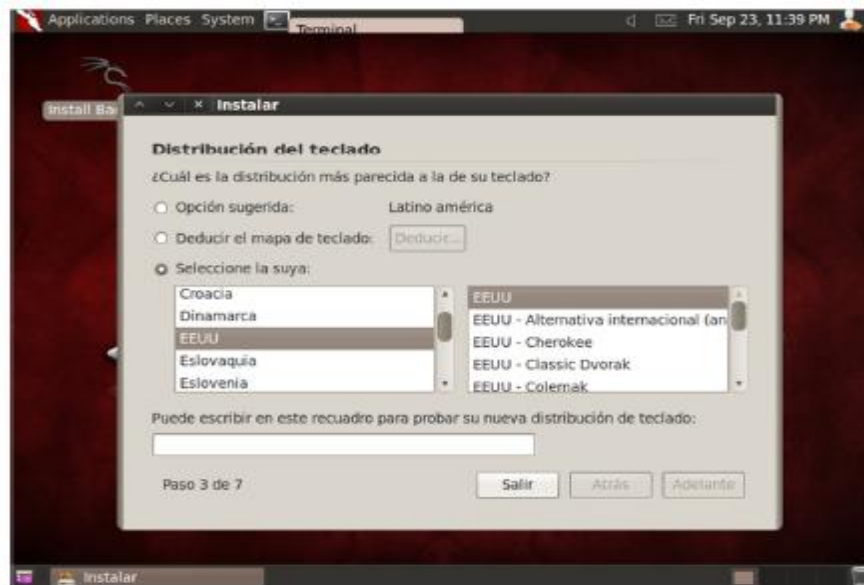 Applications Places System
Terminal
Fri Sep 23, 11:39 PM
Install Ba
Instalar
Distribución del teclado
¿Cuál es la distribución más parecida a la de su teclado?
Opción sugerida: Latino américa
Deducir el mapa de teclado: Deducir...
Seleccione la suya:
Croacia
Dinamarca
EEUU
Eslovaquia
Eslovenia
EEUU
EEUU - Alternativa internacional (an
EEUU - Cherokee
EEUU - Classic Dvorak
EEUU - Colemak
Puede escribir en este recuadro para probar su nueva distribución de teclado:
Paso 3 de 7
Salir
Atrás
Adelante
Instalar